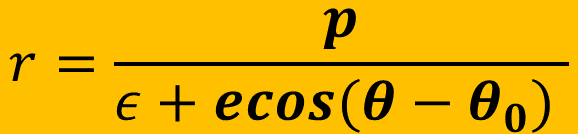 r = p / (ϵ + ecos(θ − θ₀))